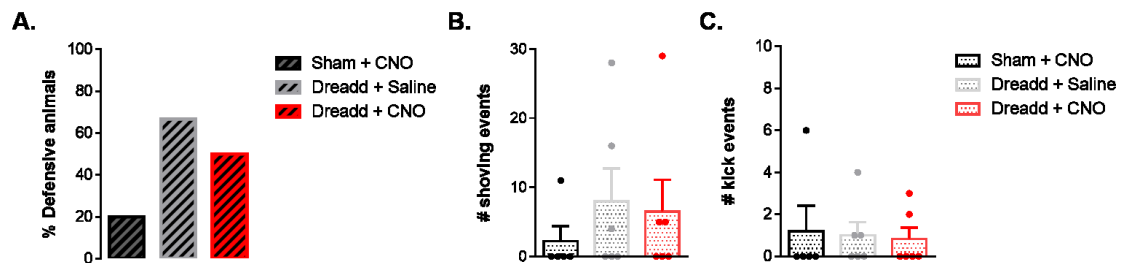 A.
% Defensive animals
100
80
60
40
20
0
Sham + CNO
Dreadd + Saline
Dreadd + CNO
B.
# shoving events
30
20
10
0
C.
# kick events
10
8
6
4
2
0
Sham + CNO
Dreadd + Saline
Dreadd + CNO